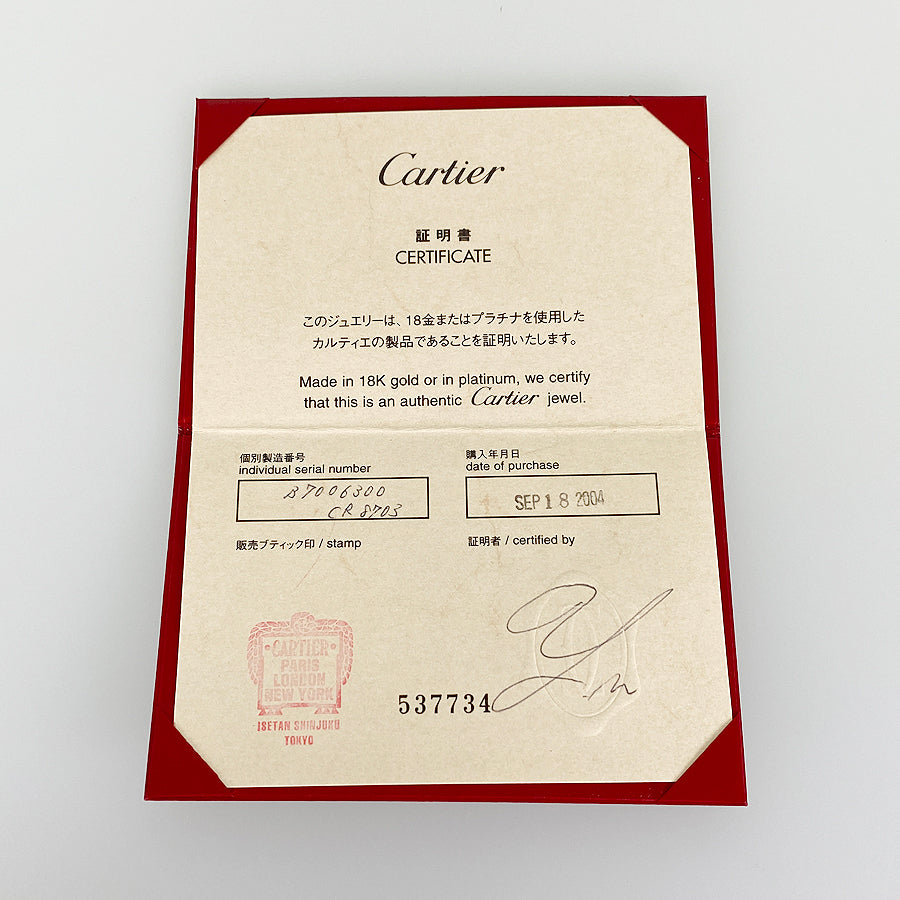 Cartier
証明書
CERTIFICATE
このジュエリーは、18金またはプラチナを使用した
カルティエの製品であることを証明いたします。
Made in 18K gold or in platinum, we certify
that this is an authentic Cartier jewel.
個別製造番号
individual serial number
B7006300
CR 8703
購入年月日
date of purchase
SEP 18 2004
販売ブティック印 / stamp
証明者 / certified by
CARTIER
PARIS
LONDON
NEW YORK
ISETAN SHINJUKU
TOKYO
537734